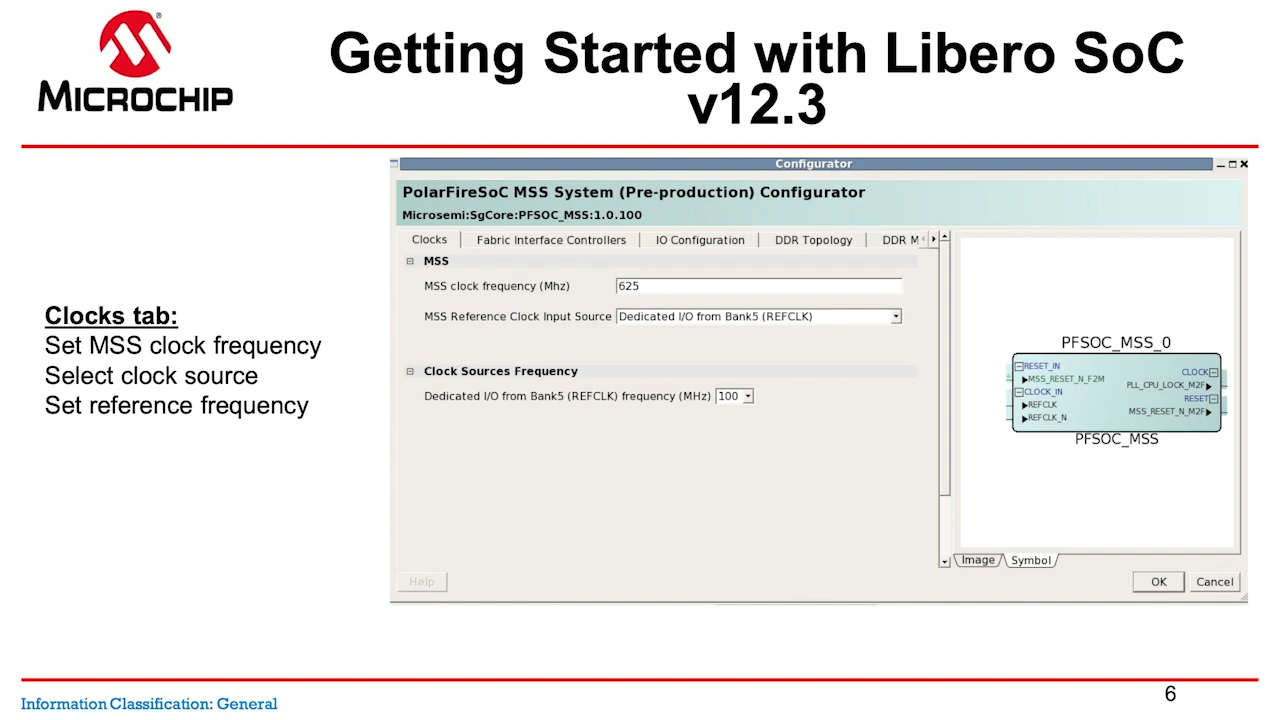 MICROCHIP
Getting Started with Libero SoC
v12.3
Clocks tab:
Set MSS clock frequency
Select clock source
Set reference frequency
Configurator
PolarFireSoC MSS System (Pre-production) Configurator
Microsemi:SgCore:PFSOC_MSS:1.0.100
Clocks Fabric Interface Controllers IO Configuration DDR Topology DDR M
MSS
MSS clock frequency (Mhz) 625
MSS Reference Clock Input Source Dedicated I/O from Bank5 (REFCLK)
Clock Sources Frequency
Dedicated I/O from Bank5 (REFCLK) frequency (MHz) 100
PFSOC_MSS_0
RESET_IN
MSS_RESET_N_F2M
CLOCK_IN
REFCLK
REFCLK_N
CLOCK
PLL_CPU_LOCK_M2F
RESET
MSS_RESET_N_M2F
PFSOC_MSS
Image Symbol
Help OK Cancel
Information Classification: General
6